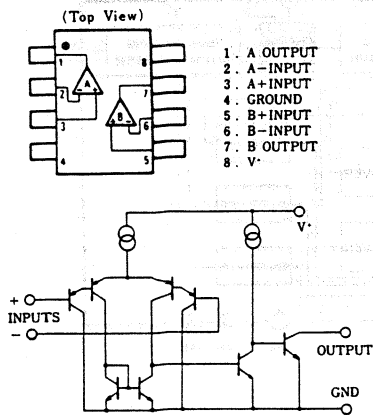 (Top View)
1
8
A
2
7
3
B
6
4
5
1. A OUTPUT
2. A-INPUT
3. A+INPUT
4. GROUND
5. B+INPUT
6. B-INPUT
7. B OUTPUT
8. V+
V+
+
INPUTS
-
OUTPUT
GND